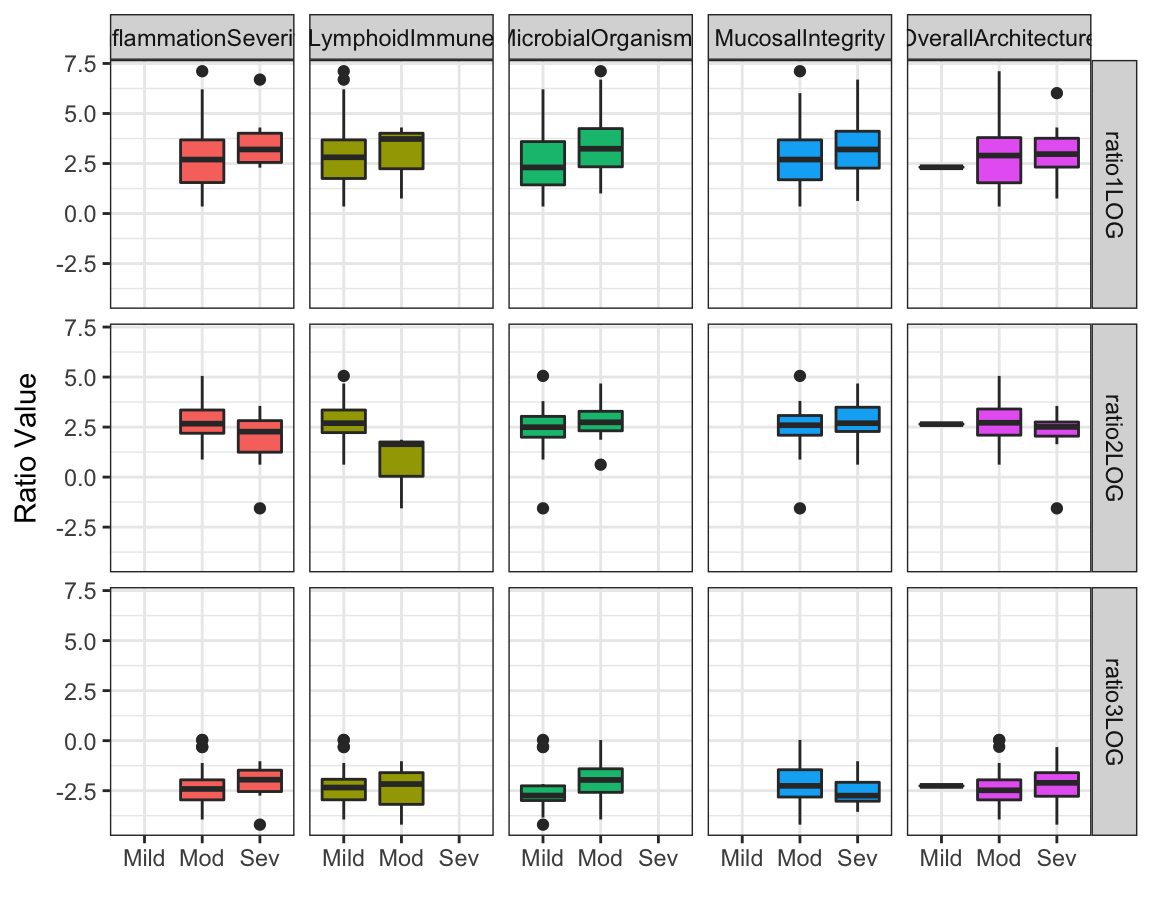 flammationSeveri
LymphoidImmune
MicrobialOrganism
MucosalIntegrity
OverallArchitecture
7.5
5.0
2.5
0.0
-2.5
ratio1LOG
Ratio Value
7.5
5.0
2.5
0.0
-2.5
ratio2LOG
7.5
5.0
2.5
0.0
-2.5
ratio3LOG
Mild Mod Sev
Mild Mod Sev
Mild Mod Sev
Mild Mod Sev
Mild Mod Sev